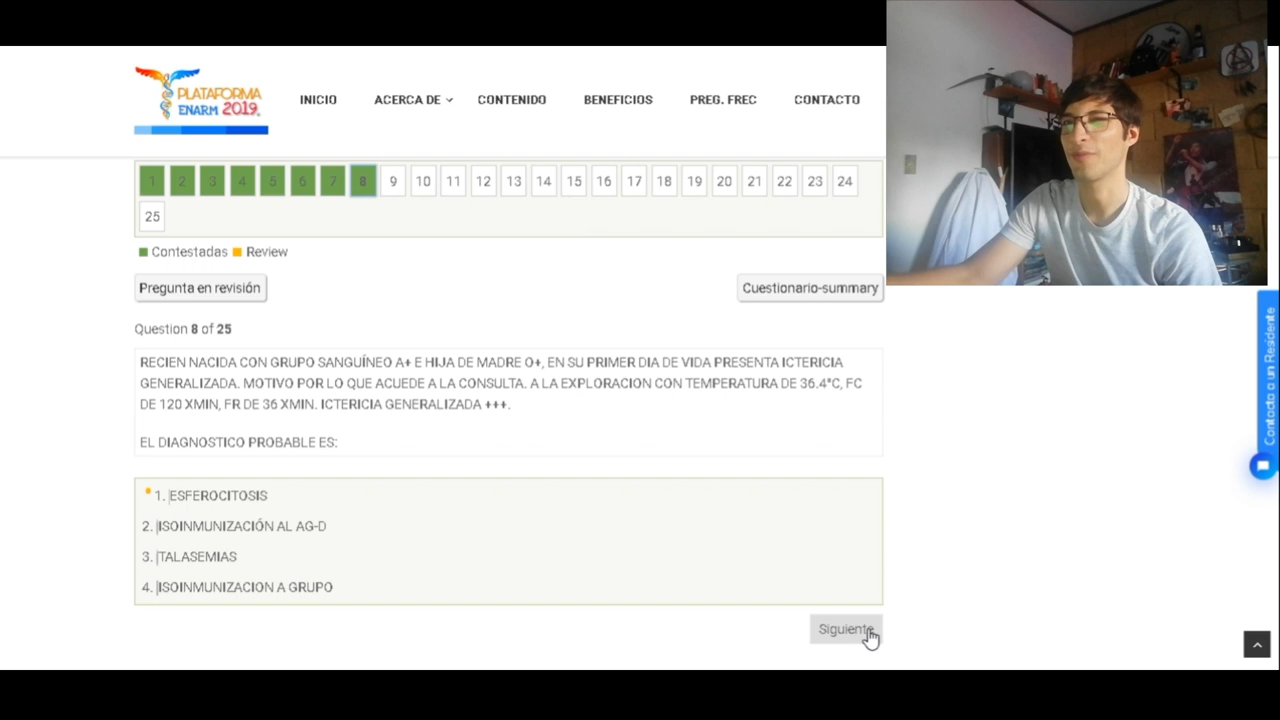 PLATAFORMA
ENARM 2019.
INICIO
ACERCA DE
CONTENIDO
BENEFICIOS
PREG. FREC
CONTACTO
1 2 3 4 5 6 7 8 9 10 11 12 13 14 15 16 17 18 19 20 21 22 23 24
25
Contestadas Review
Pregunta en revisión
Cuestionario-summary
Question 8 of 25
RECIEN NACIDA CON GRUPO SANGUÍNEO A+ E HIJA DE MADRE O+, EN SU PRIMER DIA DE VIDA PRESENTA ICTERICIA
GENERALIZADA. MOTIVO POR LO QUE ACUEDE A LA CONSULTA. A LA EXPLORACION CON TEMPERATURA DE 36.4°C, FC
DE 120 XMIN, FR DE 36 XMIN. ICTERICIA GENERALIZADA +++.
EL DIAGNOSTICO PROBABLE ES:
1. ESFEROCITOSIS
2. ISOINMUNIZACIÓN AL AG-D
3. TALASEMIAS
4. ISOINMUNIZACION A GRUPO
Siguiente
Contacto a un Residente